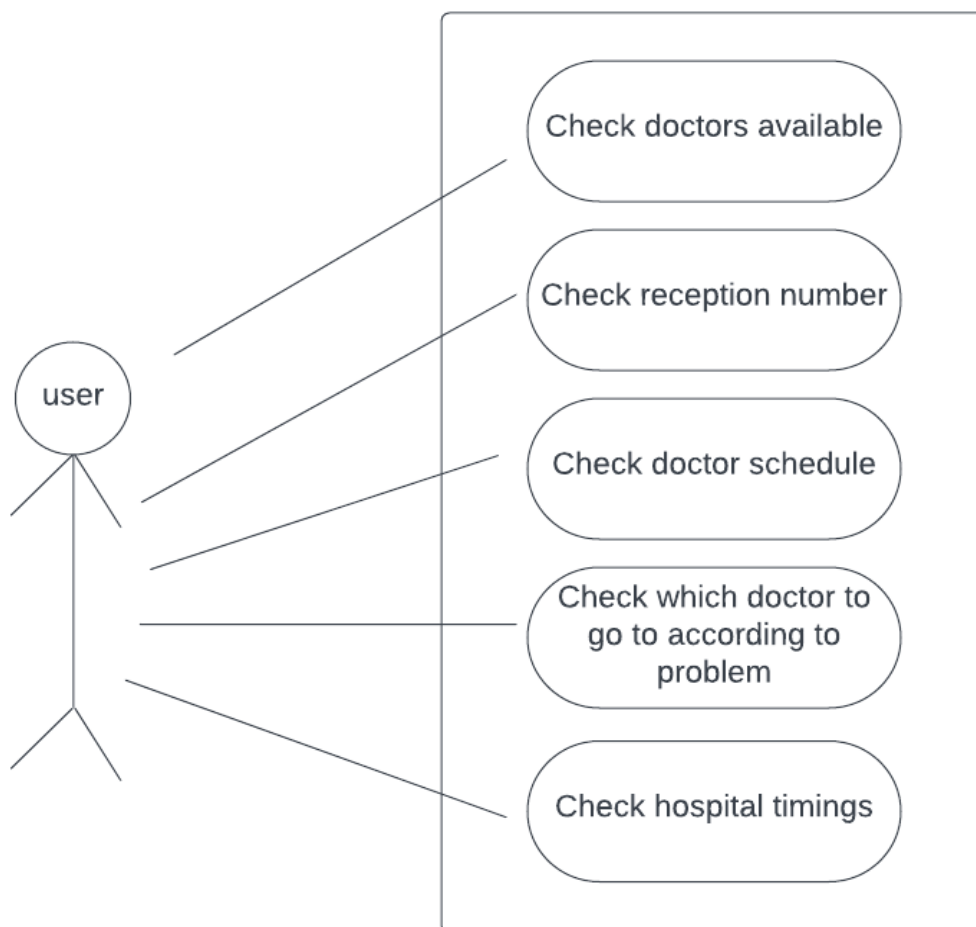 Check doctors available
Check reception number
user
Check doctor schedule
Check which doctor to
go to according to
problem
Check hospital timings